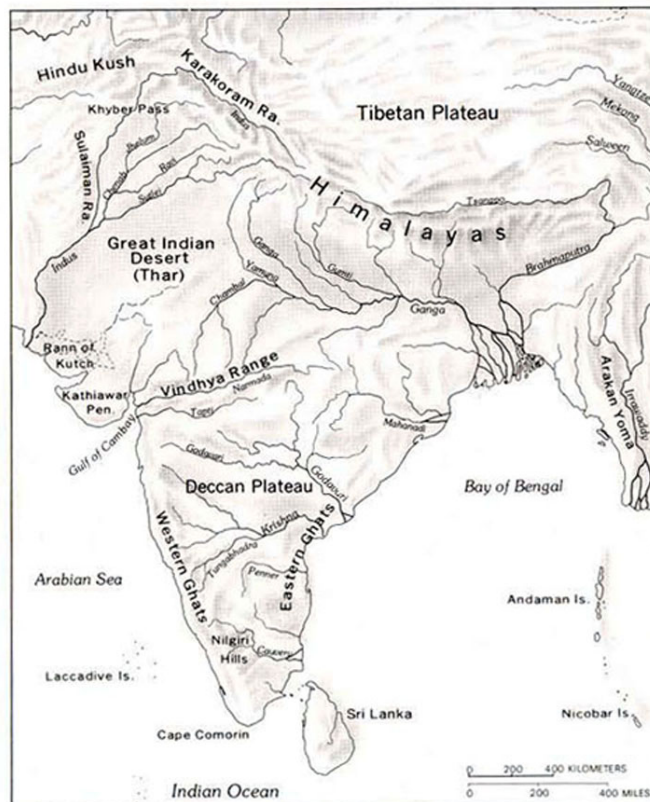 Hindu Kush
Karakoram Ra.
Khyber Pass
Indus
Tibetan Plateau
Yangtze
Mekong
Salween
Sulaiman Ra.
Jhelum
Chenab
Ravi
Sutlej
Himalayas
Tsangpo
Great Indian
Desert
(Thar)
Indus
Ganga
Yamuna
Gumti
Chambal
Ganga
Brahmaputra
Rann of
Kutch
Kathiawar
Pen.
Gulf of Cambay
Vindhya Range
Narmada
Tapti
Mahanadi
Arakan Yoma
Irrawaddy
Godavari
Godavari
Deccan Plateau
Bay of Bengal
Krishna
Tungabhadra
Western Ghats
Eastern Ghats
Penner
Arabian Sea
Andaman Is.
Nilgiri
Hills
Cauvery
Laccadive Is.
Cape Comorin
Sri Lanka
Nicobar Is.
Indian Ocean
0 200 400 KILOMETERS
0 200 400 MILES